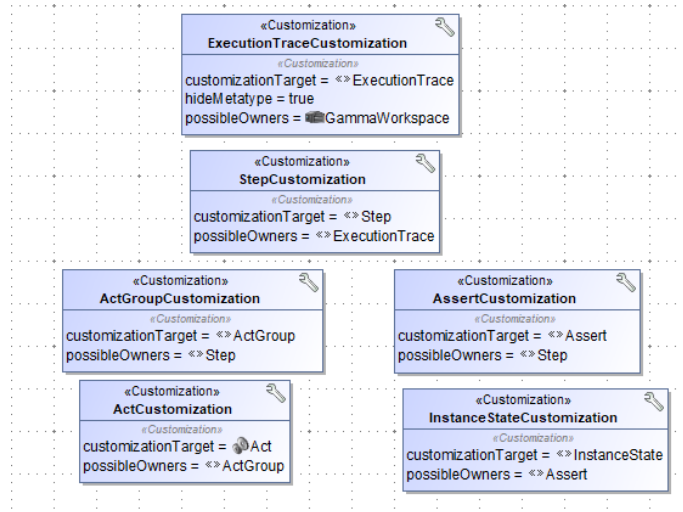 «Customization»
ExecutionTraceCustomization
«Customization»
customizationTarget = «»ExecutionTrace
hideMetatype = true
possibleOwners = GammaWorkspace
«Customization»
StepCustomization
«Customization»
customizationTarget = «»Step
possibleOwners = «»ExecutionTrace
«Customization»
ActGroupCustomization
«Customization»
customizationTarget = «»ActGroup
possibleOwners = «»Step
«Customization»
AssertCustomization
«Customization»
customizationTarget = «»Assert
possibleOwners = «»Step
«Customization»
ActCustomization
«Customization»
customizationTarget = Act
possibleOwners = «»ActGroup
«Customization»
InstanceStateCustomization
«Customization»
customizationTarget = «»InstanceState
possibleOwners = «»Assert